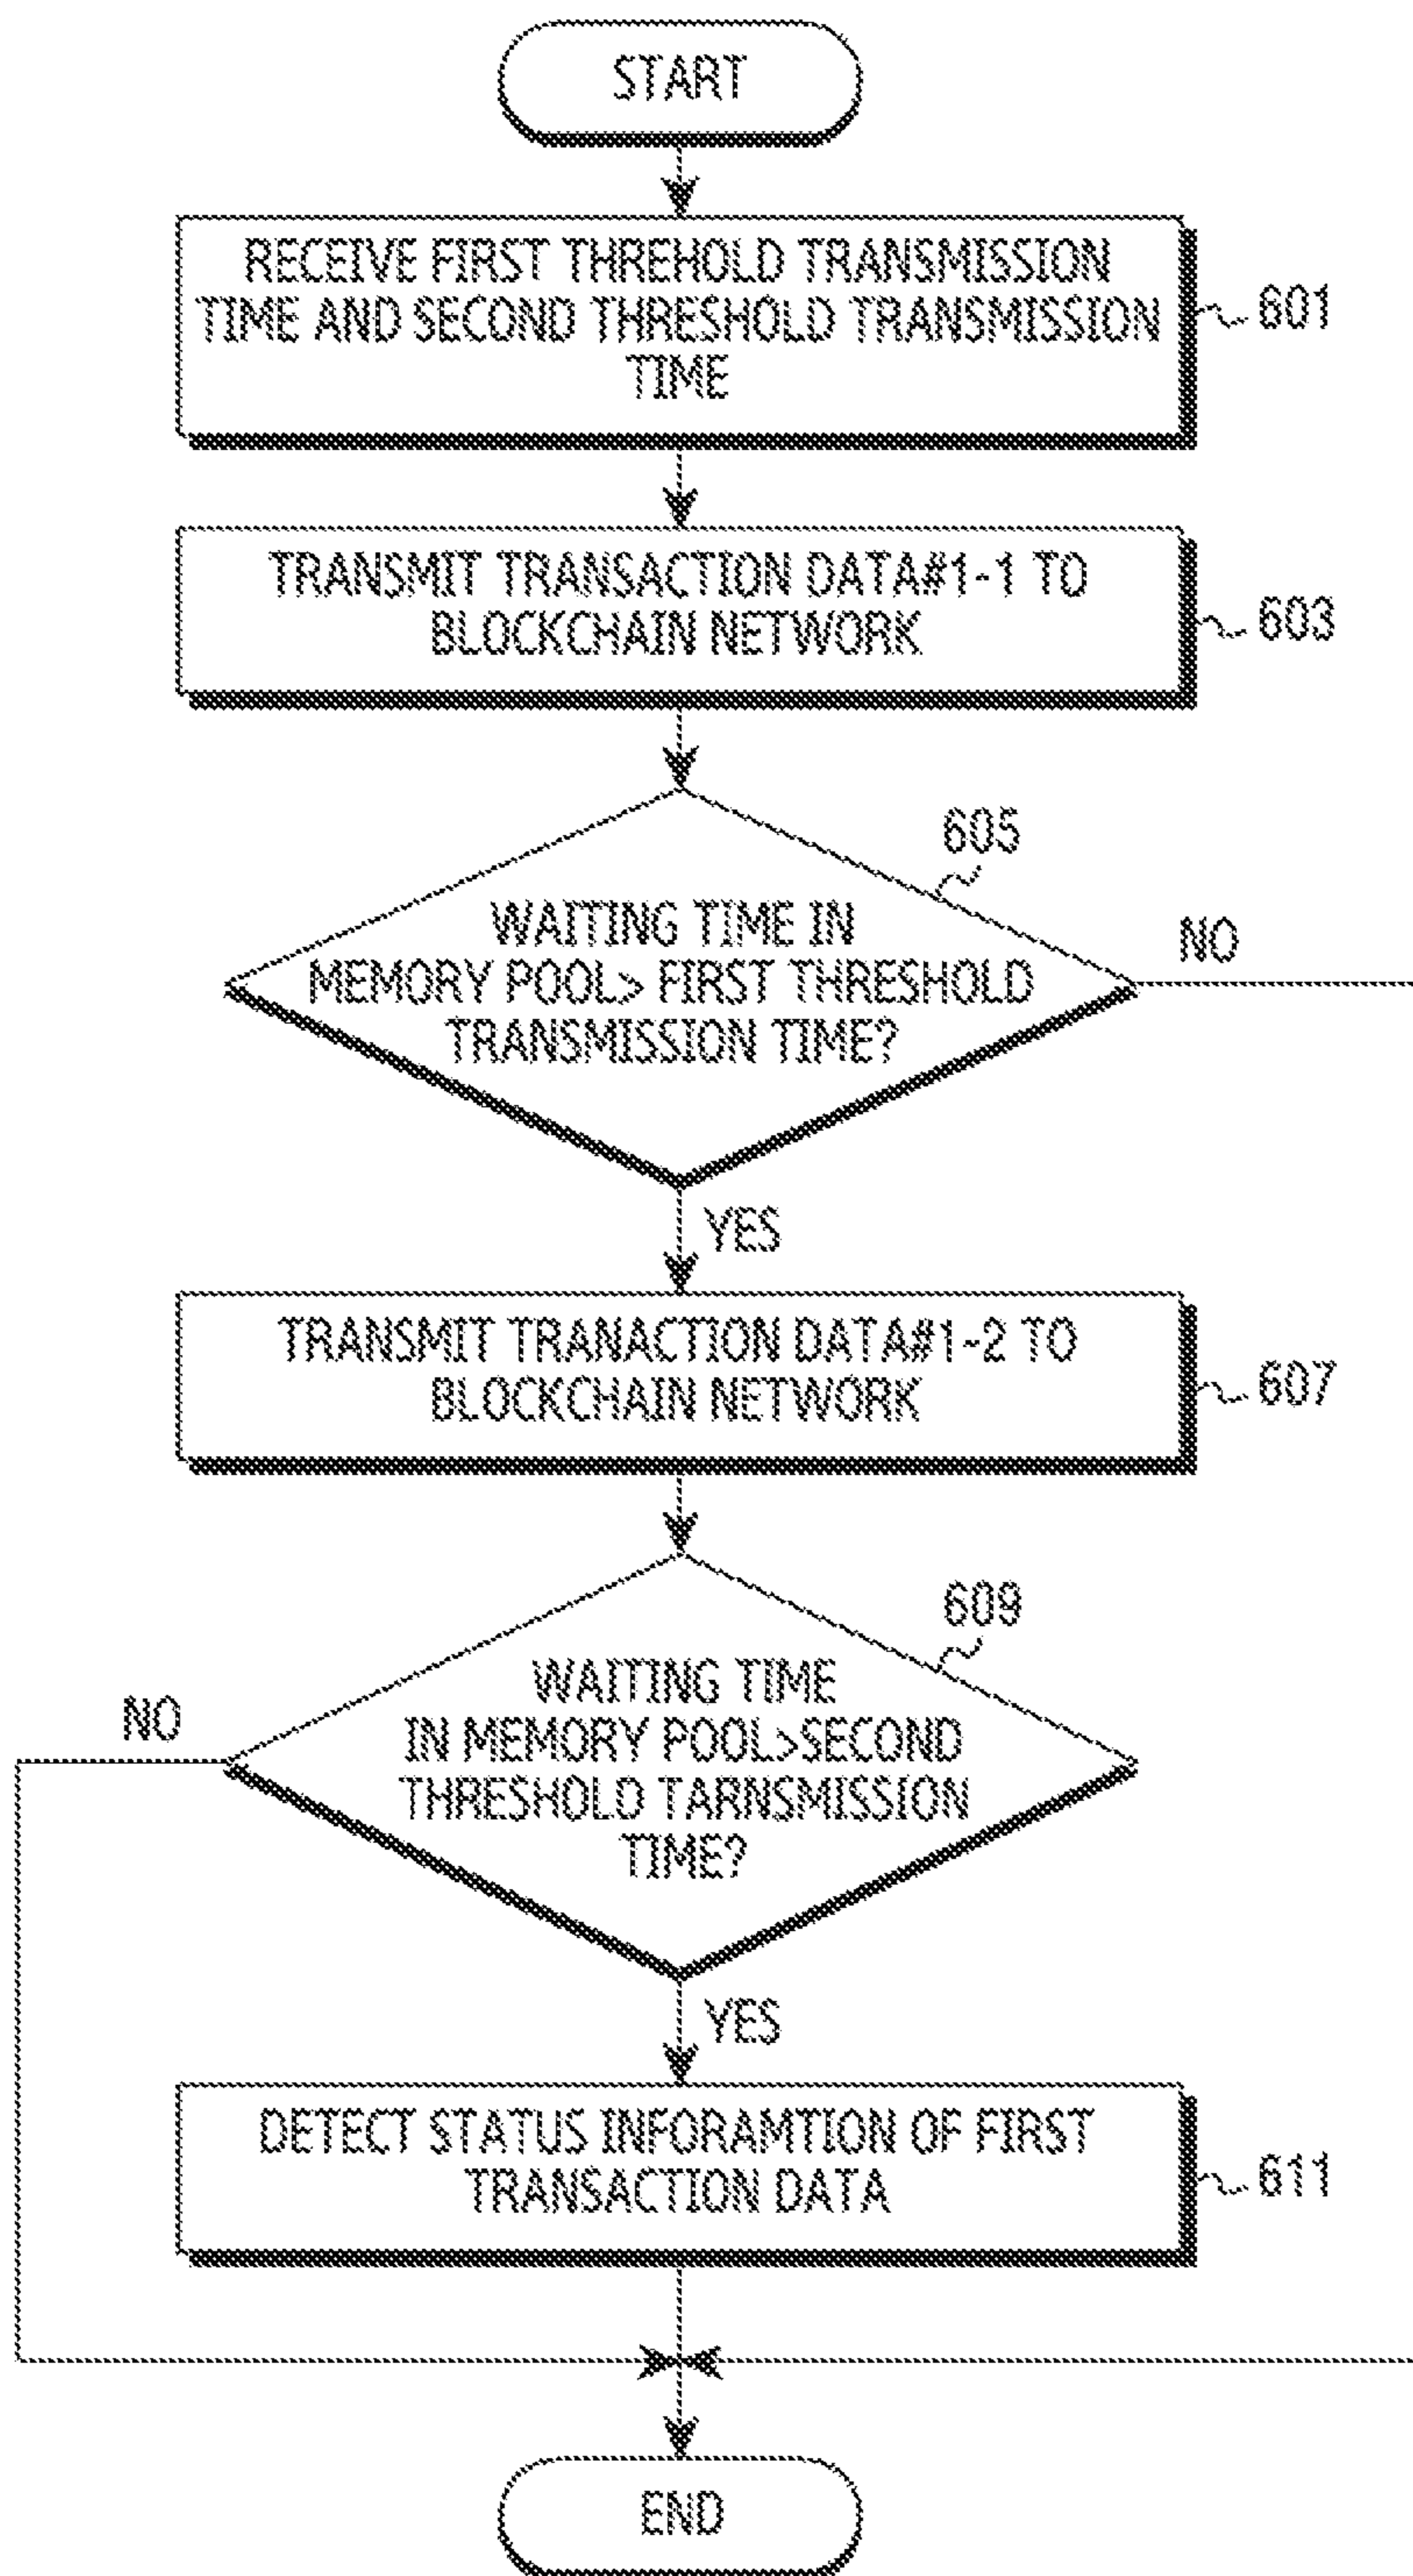 START
RECEIVE FIRST THREHOLD TRANSMISSION
TIME AND SECOND THRESHOLD TRANSMISSION
TIME
601
TRANSMIT TRANSACTION DATA#1-1 TO
BLOCKCHAIN NETWORK
603
605
WAITING TIME IN
MEMORY POOL> FIRST THRESHOLD
TRANSMISSION TIME?
NO
YES
TRANSMIT TRANACTION DATA#1-2 TO
BLOCKCHAIN NETWORK
607
609
WAITING TIME
IN MEMORY POOL>SECOND
THRESHOLD TARNSMISSION
TIME?
NO
YES
DETECT STATUS INFORAMTION OF FIRST
TRANSACTION DATA
611
END